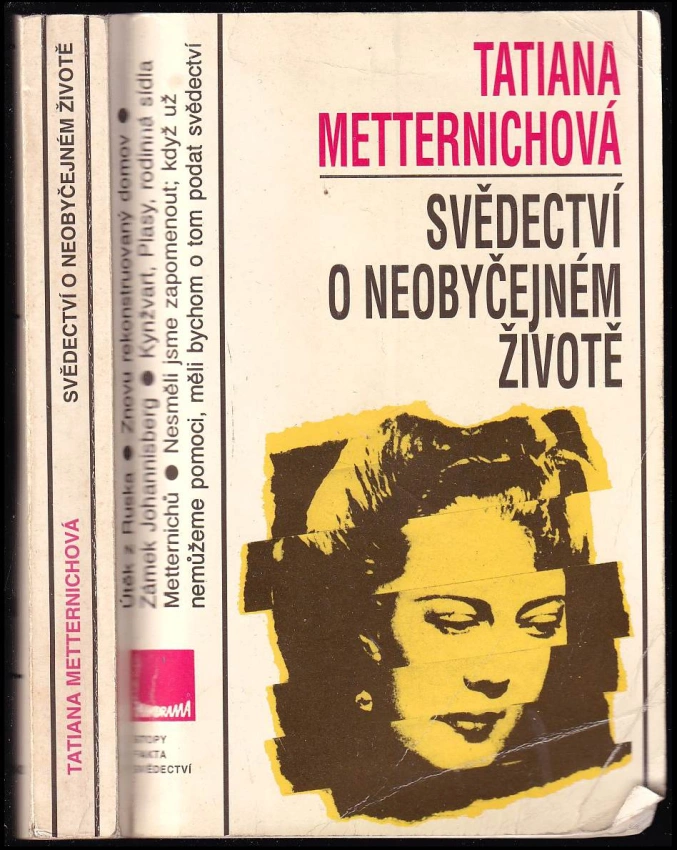 SVĚDECTVÍ O NEOBYČEJNÉM ŽIVOTĚ
TATIANA METTERNICHOVÁ
Útěk z Ruska ● Znovu rekonstruovaný domov ●
Zámek Johannisberg ● Kynžvart, Plasy, rodinná sídla
Metternichů ● Nesměli jsme zapomenout; když už
nemůžeme pomoci, měli bychom o tom podat svědectví
STOPY
FAKTA
SVĚDECTVÍ
TATIANA
METTERNICHOVÁ
SVĚDECTVÍ
O NEOBYČEJNÉM
ŽIVOTĚ